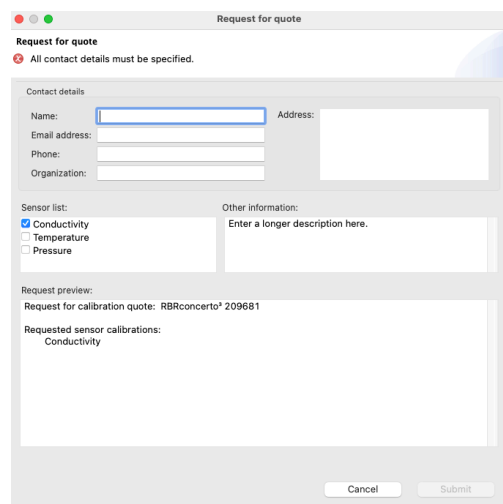 Request for quote
Request for quote
All contact details must be specified.
Contact details
Name:
Address:
Email address:
Phone:
Organization:
Sensor list:
Other information:
Conductivity
Enter a longer description here.
Temperature
Pressure
Request preview:
Request for calibration quote:  RBRconcerto³ 209681
Requested sensor calibrations:
Conductivity
Cancel
Submit